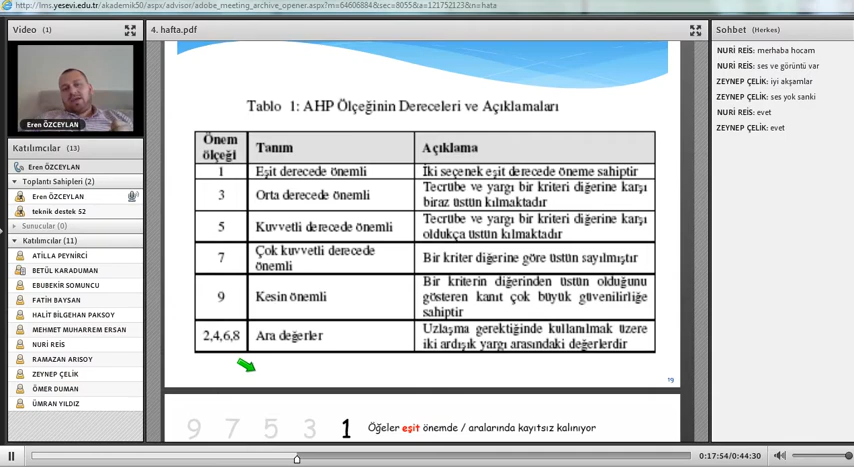 http://lms.yesevi.edu.tr/akademik50/aspx/advisor/adobe_meeting_archive_opener.aspx?m=64606884&sec=8055&a=121752123&n=hata
Video (1)
Eren ÖZCEYLAN
Katılımcılar (13)
Eren ÖZCEYLAN
Toplantı Sahipleri (2)
Eren ÖZCEYLAN
teknik destek 52
Sunucular (0)
Katılımcılar (11)
ATİLLA PEYNİRCİ
BETÜL KARADUMAN
EBUBEKİR SOMUNCU
FATİH BAYSAN
HALİT BİLGEHAN PAKSOY
MEHMET MUHARREM ERSAN
NURİ REİS
RAMAZAN ARISOY
ZEYNEP ÇELİK
ÖMER DUMAN
ÜMRAN YILDIZ
4. hafta.pdf
Tablo 1: AHP Ölçeğinin Dereceleri ve Açıklamaları
Önem ölçeği Tanım Açıklama
1 Eşit derecede önemli İki seçenek eşit derecede öneme sahiptir
3 Orta derecede önemli Tecrübe ve yargı bir kriteri diğerine karşı
biraz üstün kılmaktadır
5 Kuvvetli derecede önemli Tecrübe ve yargı bir kriteri diğerine karşı
oldukça üstün kılmaktadır
7 Çok kuvvetli derecede
önemli Bir kriter diğerine göre üstün sayılmıştır
9 Kesin önemli Bir kriterin diğerinden üstün olduğunu
gösteren kanıt çok büyük güvenilirliğe
sahiptir
2,4,6,8 Ara değerler Uzlaşma gerektiğinde kullanılmak üzere
iki ardışık yargı arasındaki değerlerdir
19
9 7 5 3 1 Öğeler eşit önemde / aralarında kayıtsız kalınıyor
Sohbet (Herkes)
NURİ REİS: merhaba hocam
NURİ REİS: ses ve görüntü var
ZEYNEP ÇELİK: iyi akşamlar
ZEYNEP ÇELİK: ses yok sanki
NURİ REİS: evet
ZEYNEP ÇELİK: evet
0:17:54/0:44:30